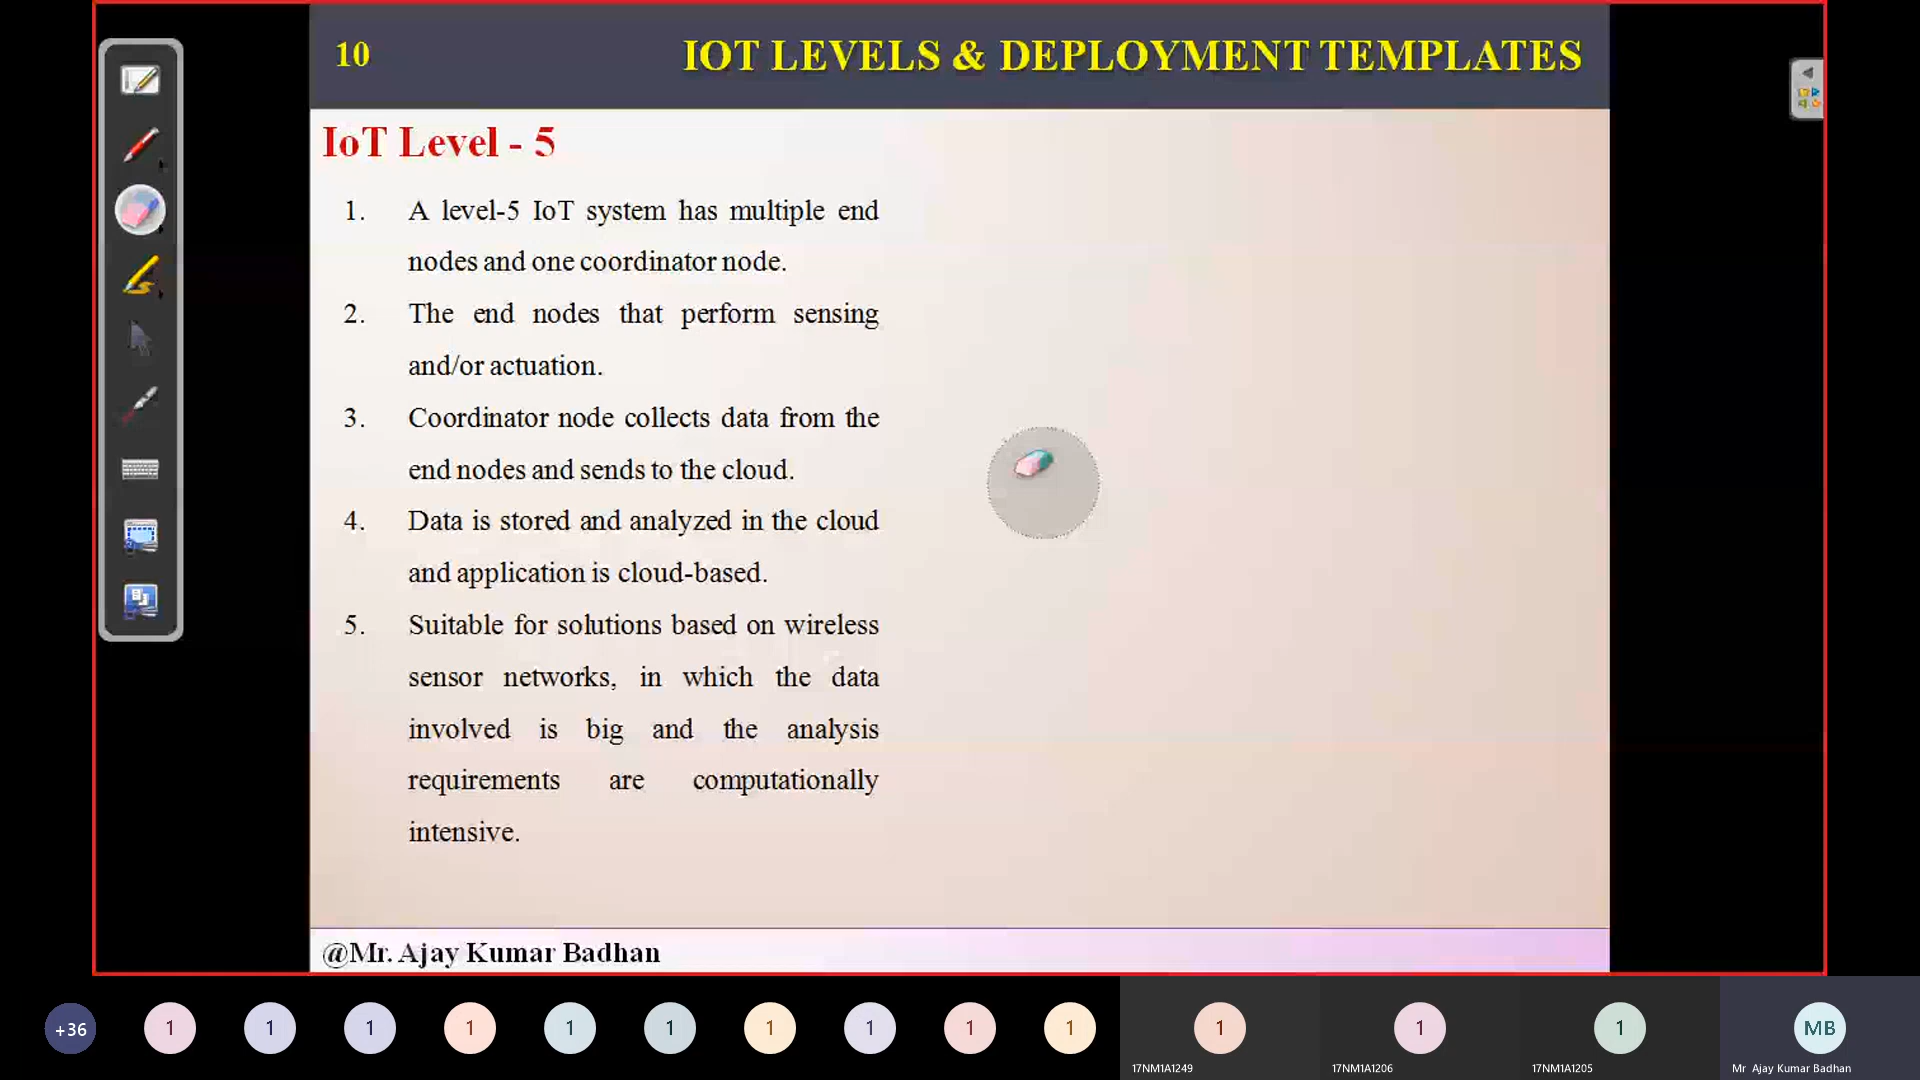 10
IOT LEVELS & DEPLOYMENT TEMPLATES
IoT Level - 5
1. A level-5 IoT system has multiple end
nodes and one coordinator node.
2. The end nodes that perform sensing
and/or actuation.
3. Coordinator node collects data from the
end nodes and sends to the cloud.
4. Data is stored and analyzed in the cloud
and application is cloud-based.
5. Suitable for solutions based on wireless
sensor networks, in which the data
involved is big and the analysis
requirements are computationally
intensive.
@Mr. Ajay Kumar Badhan
+36 1 1 1 1 1 1 1 1 1 1 1 1 1 MB
17NM1A1249 17NM1A1206 17NM1A1205 Mr Ajay Kumar Badhan